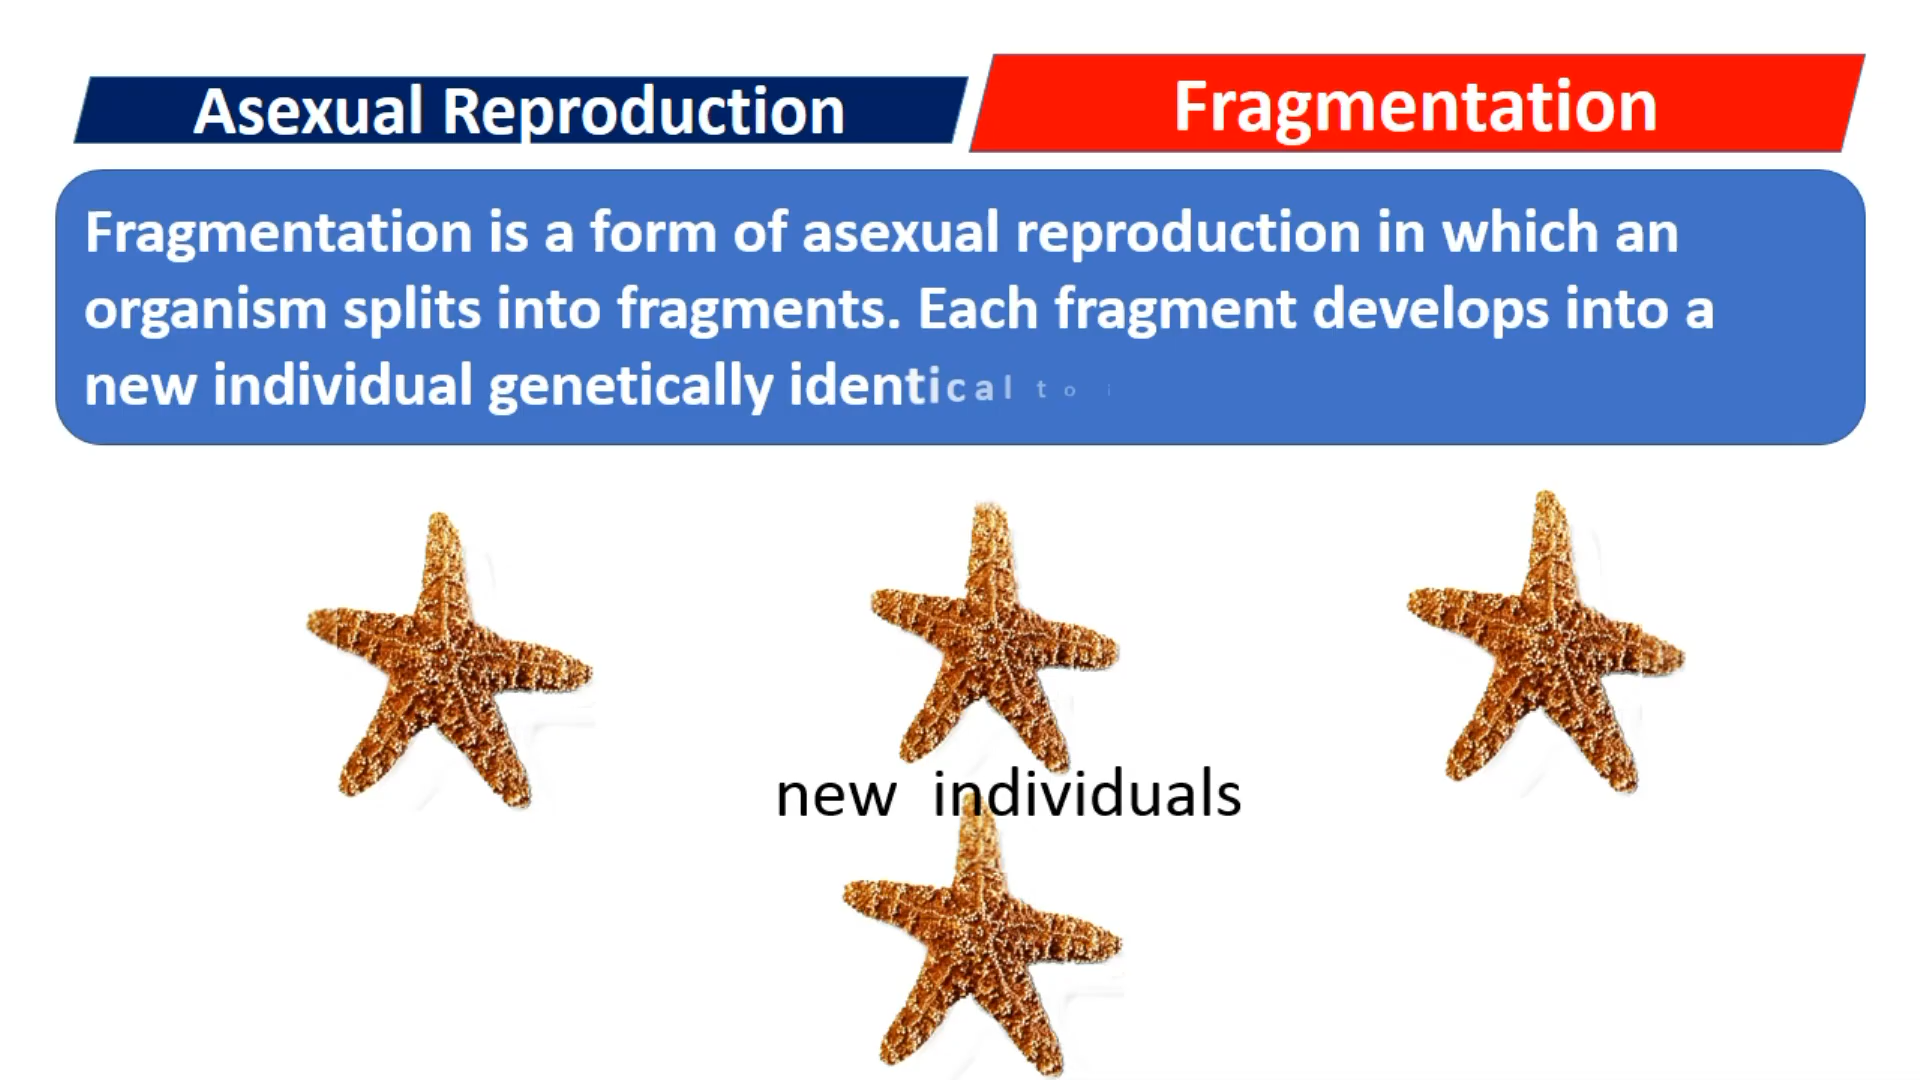 Asexual Reproduction
Fragmentation
Fragmentation is a form of asexual reproduction in which an
organism splits into fragments. Each fragment develops into a
new individual genetically identical to
new individuals